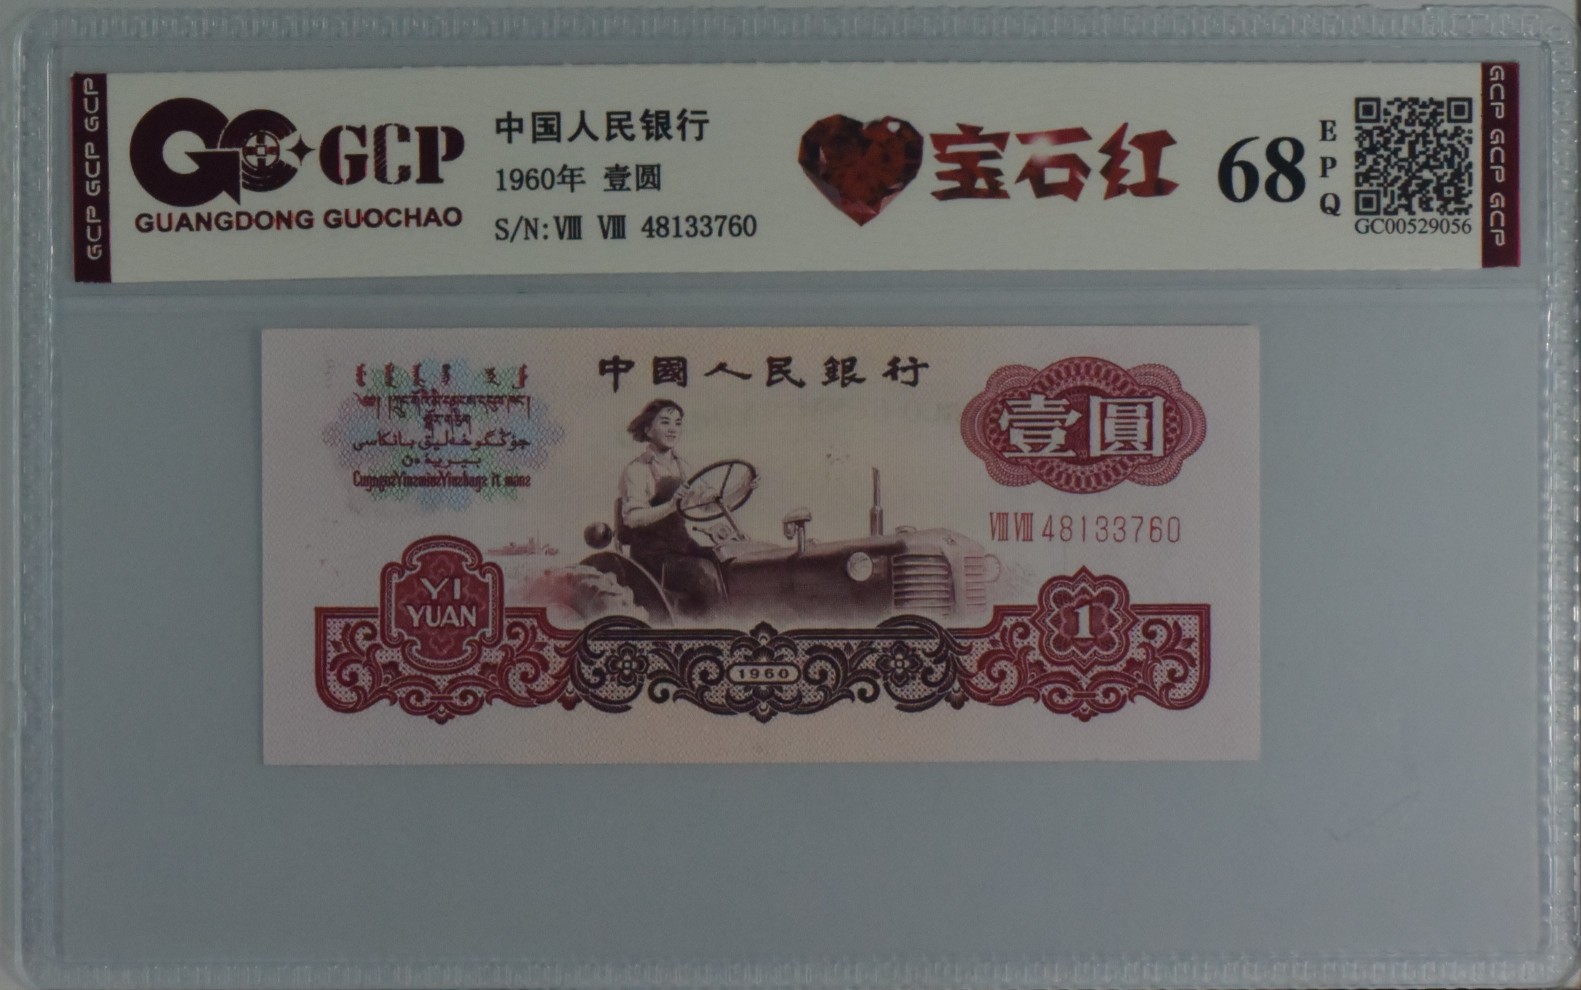 GCP GCP GCP
GCP
GUANGDONG GUOCHAO
中国人民银行
1960年 壹圆
S/N: Ⅷ Ⅷ 48133760
宝石红
68
EPQ
GC00529056
GCP GCP GCP
中國人民銀行
壹圓
ⅧⅧ 48133760
YI
YUAN
1
1960